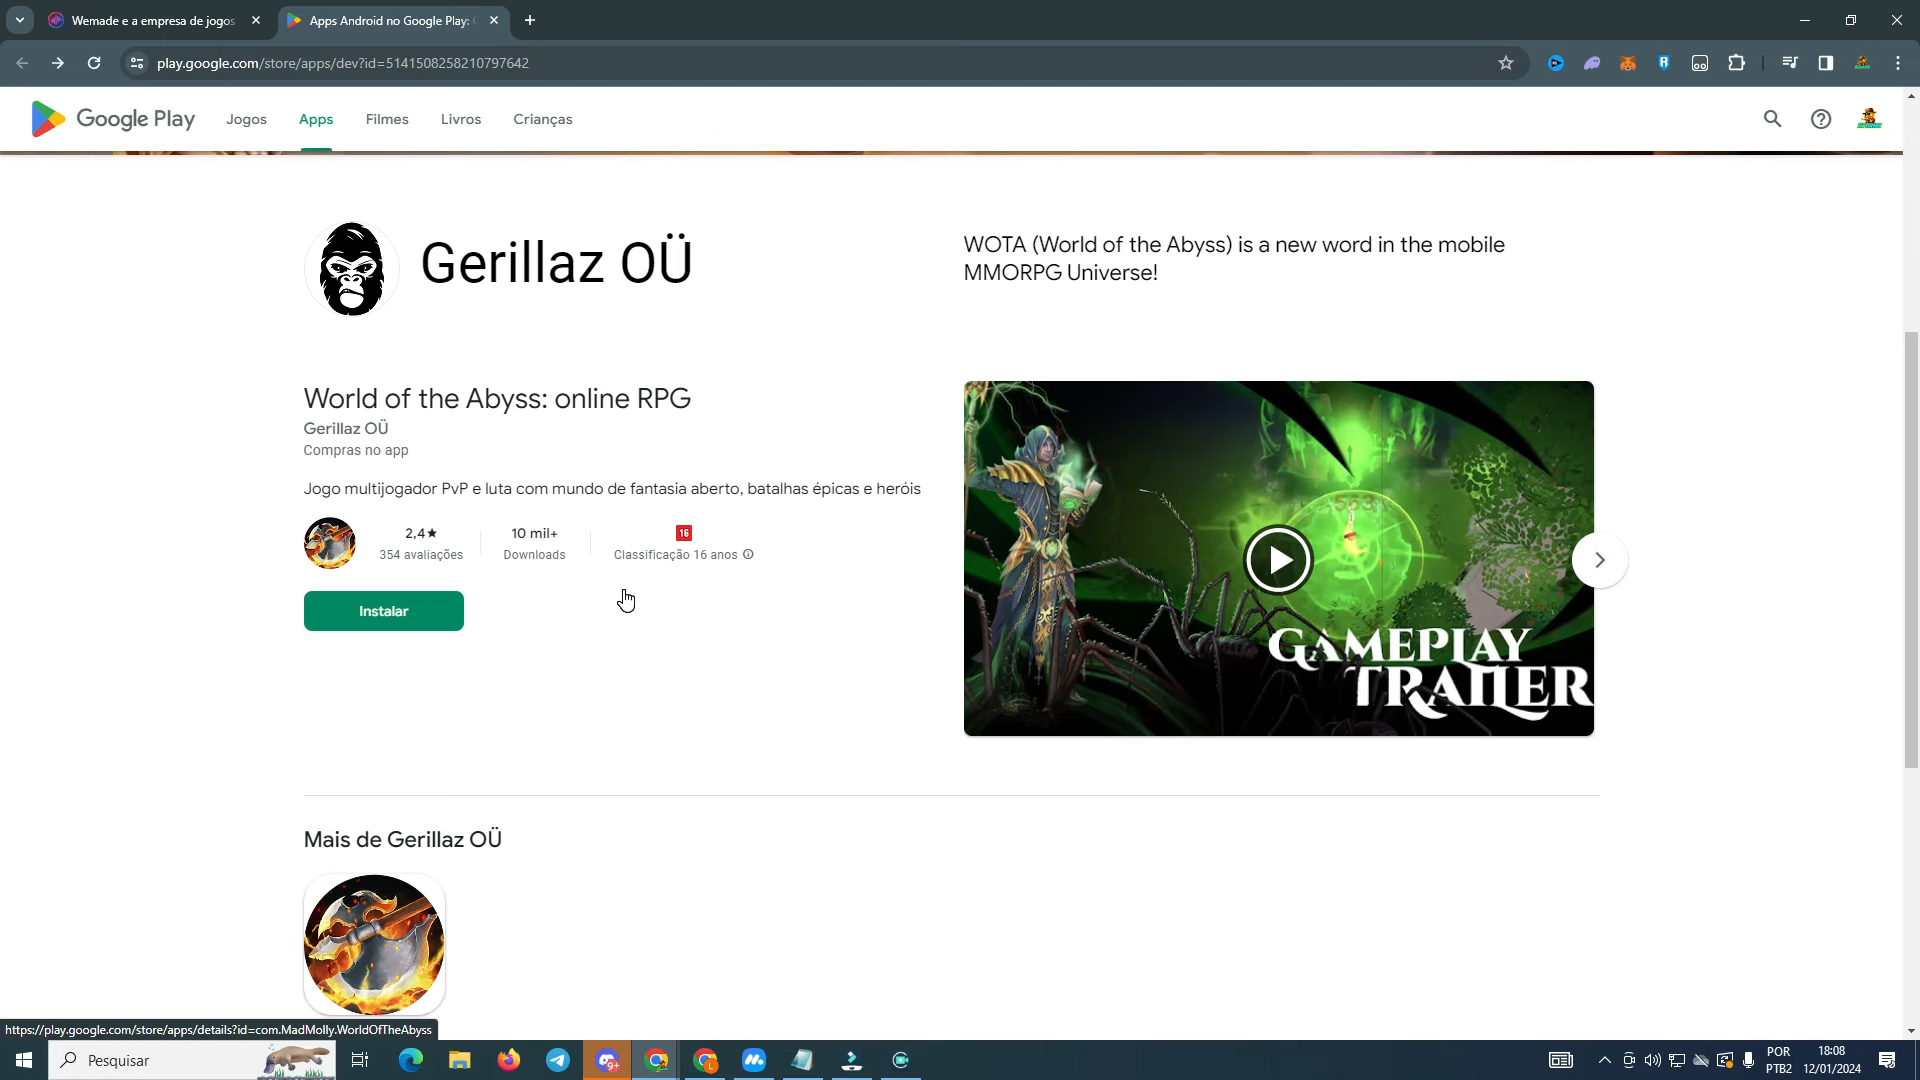 Wemade e a empresa de jogos
Apps Android no Google Play:
play.google.com/store/apps/dev?id=5141508258210797642
Google Play
Jogos
Apps
Filmes
Livros
Crianças
Gerillaz OÜ
WOTA (World of the Abyss) is a new word in the mobile
MMORPG Universe!
World of the Abyss: online RPG
Gerillaz OÜ
Compras no app
Jogo multijogador PvP e luta com mundo de fantasia aberto, batalhas épicas e heróis
2,4★
354 avaliações
10 mil+
Downloads
16
Classificação 16 anos
Instalar
563
GAMEPLAY
TRAILER
Mais de Gerillaz OÜ
https://play.google.com/store/apps/details?id=com.MadMolly.WorldOfTheAbyss
Pesquisar
9+
POR
PTB2
18:08
12/01/2024